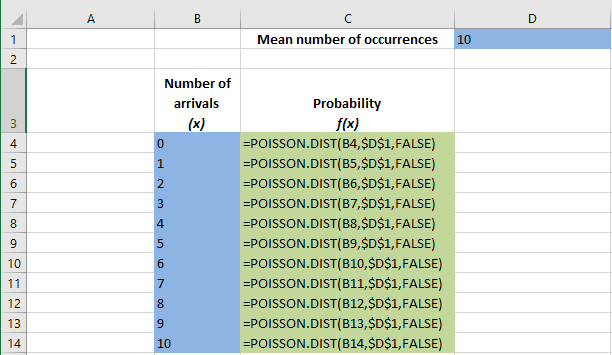 A B C D
1 Mean number of occurrences 10
2
Number of
arrivals Probability
3 (x) f(x)
4 0 =POISSON.DIST(B4,$D$1,FALSE)
5 1 =POISSON.DIST(B5,$D$1,FALSE)
6 2 =POISSON.DIST(B6,$D$1,FALSE)
7 3 =POISSON.DIST(B7,$D$1,FALSE)
8 4 =POISSON.DIST(B8,$D$1,FALSE)
9 5 =POISSON.DIST(B9,$D$1,FALSE)
10 6 =POISSON.DIST(B10,$D$1,FALSE)
11 7 =POISSON.DIST(B11,$D$1,FALSE)
12 8 =POISSON.DIST(B12,$D$1,FALSE)
13 9 =POISSON.DIST(B13,$D$1,FALSE)
14 10 =POISSON.DIST(B14,$D$1,FALSE)